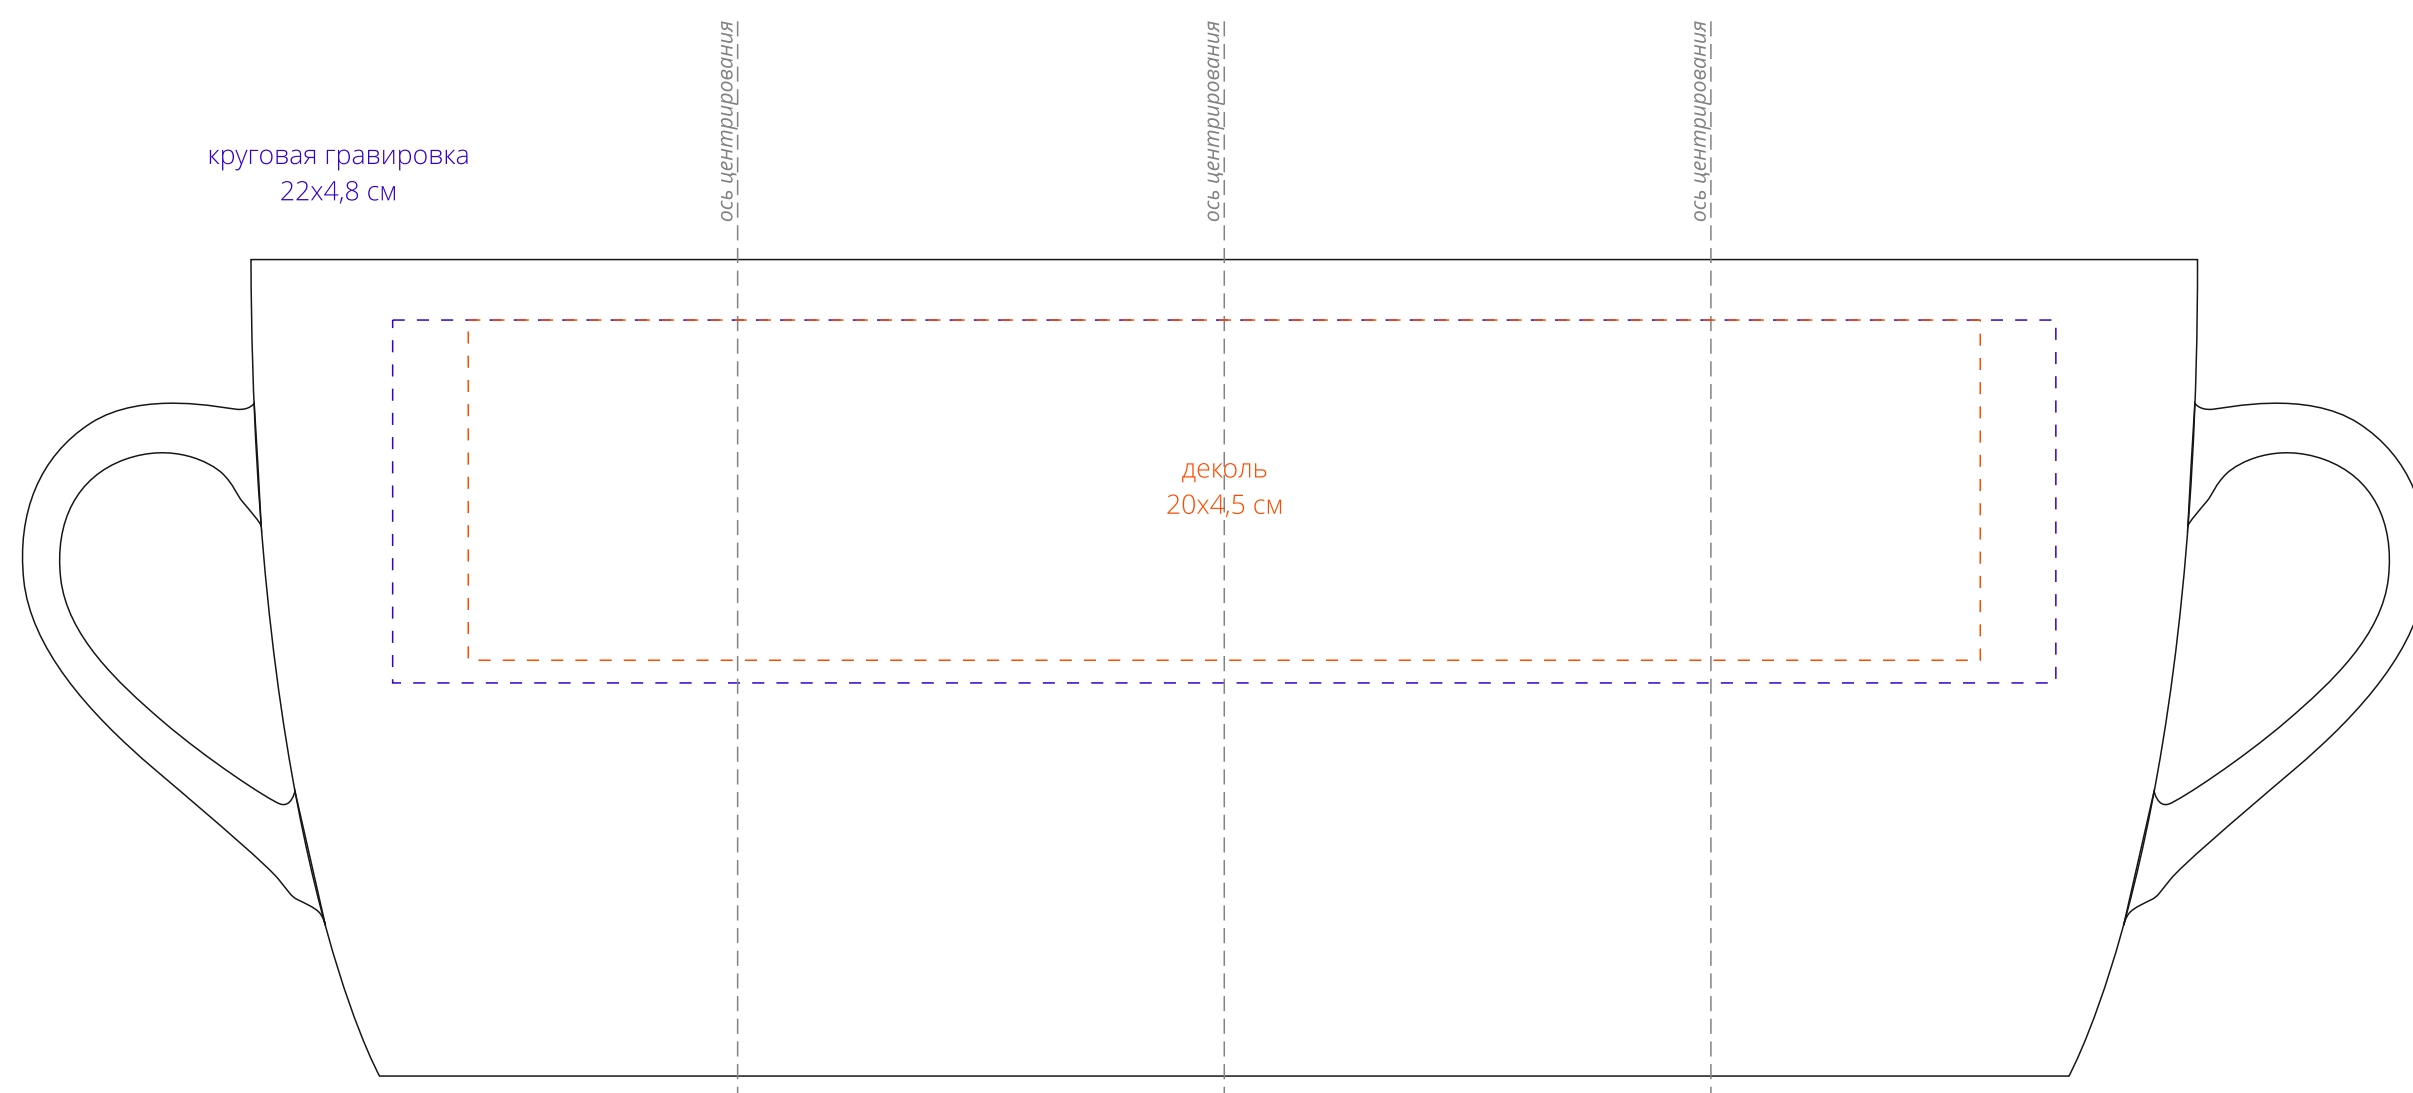 ось центрирования
ось центрирования
ось центрирования
круговая гравировка
22х4,8 см
деколь
20х4,5 см